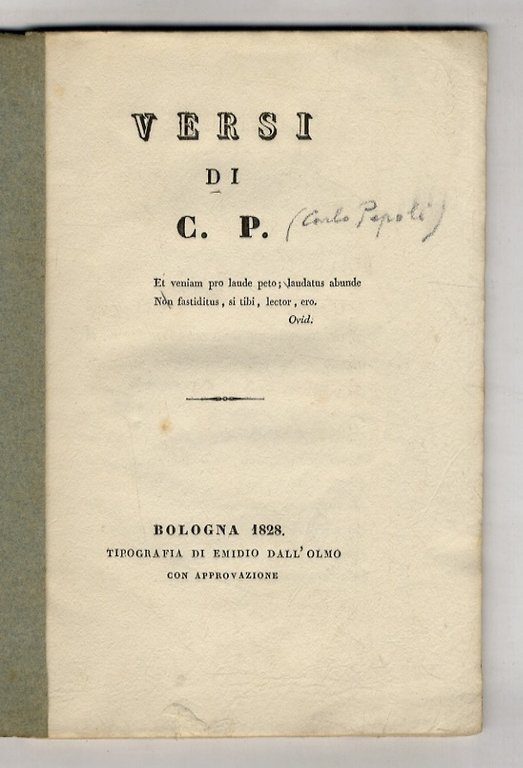 VERSI
DI
C. P. (Carlo Pepoli)
Et veniam pro laude peto; laudatus abunde
Non fastiditus, si tibi, lector, ero.
Ovid.
BOLOGNA 1828.
TIPOGRAFIA DI EMIDIO DALL'OLMO
CON APPROVAZIONE